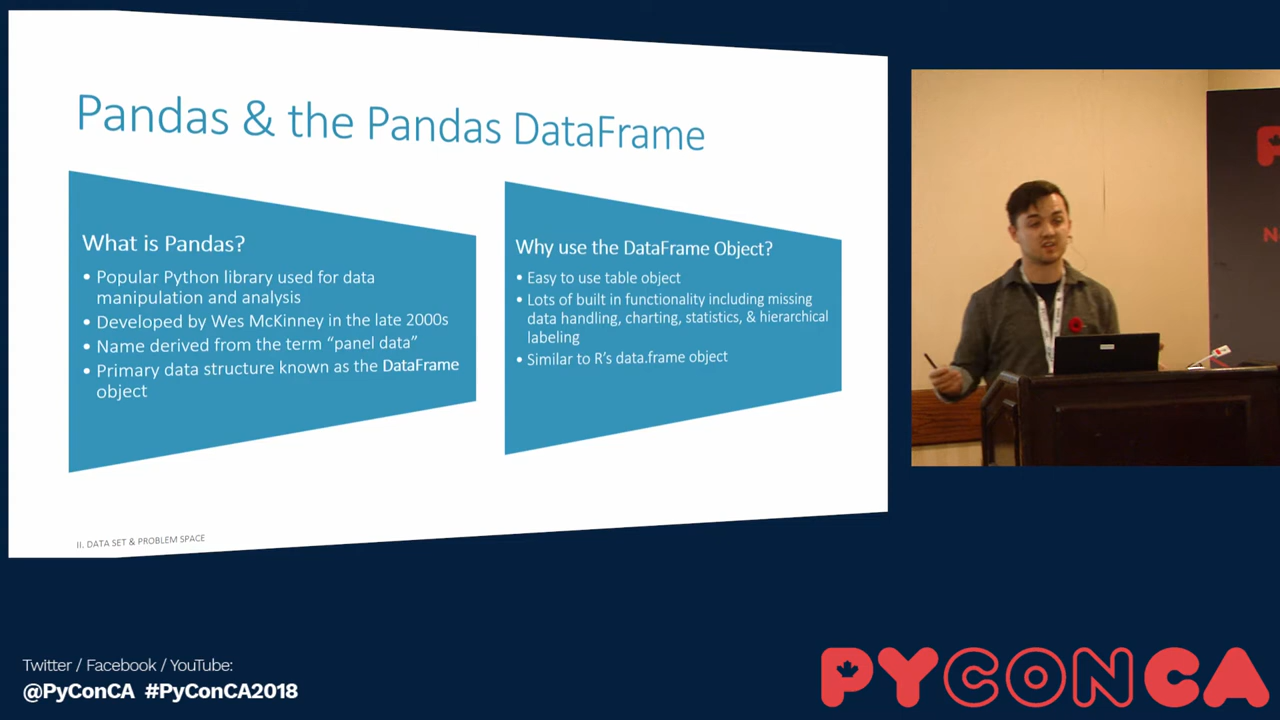 Pandas & the Pandas DataFrame
What is Pandas?
• Popular Python library used for data
manipulation and analysis
• Developed by Wes McKinney in the late 2000s
• Name derived from the term “panel data”
• Primary data structure known as the DataFrame
object
Why use the DataFrame Object?
• Easy to use table object
• Lots of built in functionality including missing
data handling, charting, statistics, & hierarchical
labeling
• Similar to R's data.frame object
II. DATA SET & PROBLEM SPACE
Twitter / Facebook / YouTube:
@PyConCA #PyConCA2018
PYCONCA